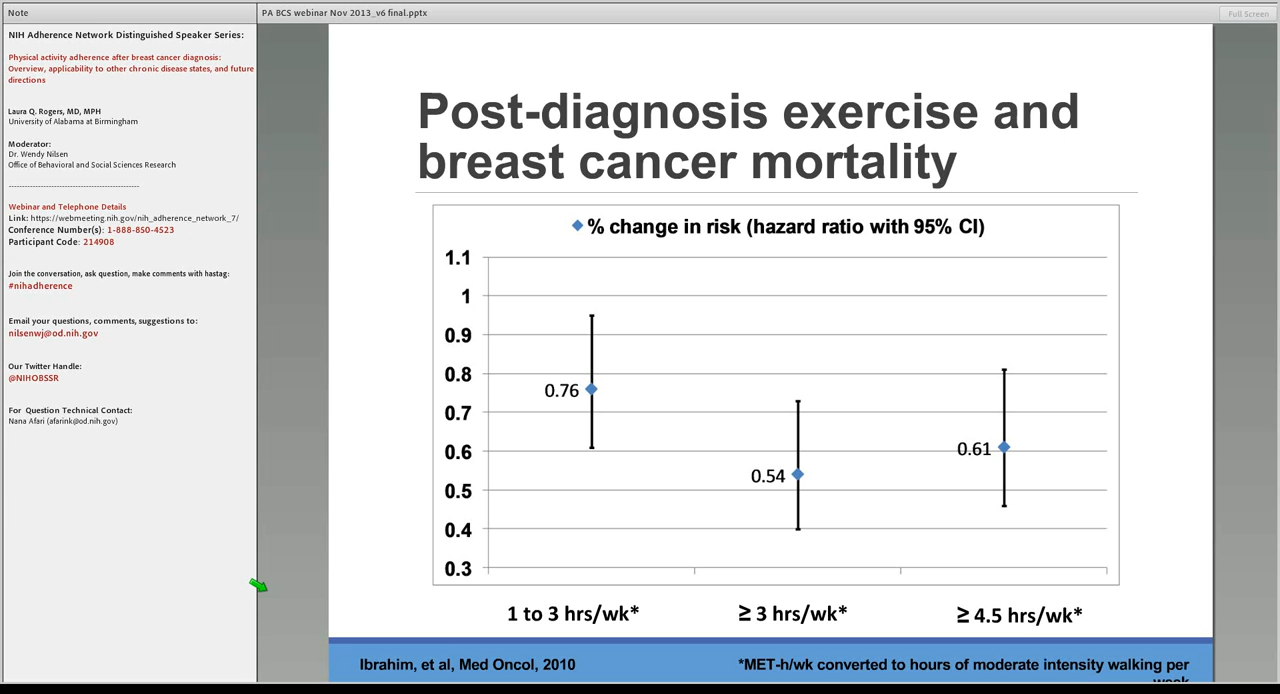 Note
NIH Adherence Network Distinguished Speaker Series:
Physical activity adherence after breast cancer diagnosis:
Overview, applicability to other chronic disease states, and future
directions
Laura Q. Rogers, MD, MPH
University of Alabama at Birmingham
Moderator:
Dr. Wendy Nilsen
Office of Behavioral and Social Sciences Research
------------------------------------------------
Webinar and Telephone Details
Link: https://webmeeting.nih.gov/nih_adherence_network_7/
Conference Number(s): 1-888-850-4523
Participant Code: 214908
Join the conversation, ask question, make comments with hastag:
#nihadherence
Email your questions, comments, suggestions to:
nilsenwj@od.nih.gov
Our Twitter Handle:
@NIHOBSSR
For Question Technical Contact:
Nana Afari (afarink@od.nih.gov)
PA BCS webinar Nov 2013_v6 final.pptx
Full Screen
Post-diagnosis exercise and
breast cancer mortality
% change in risk (hazard ratio with 95% CI)
1.1
1
0.9
0.8
0.7
0.6
0.5
0.4
0.3
0.76
0.54
0.61
1 to 3 hrs/wk*
≥ 3 hrs/wk*
≥ 4.5 hrs/wk*
Ibrahim, et al, Med Oncol, 2010
*MET-h/wk converted to hours of moderate intensity walking per
week